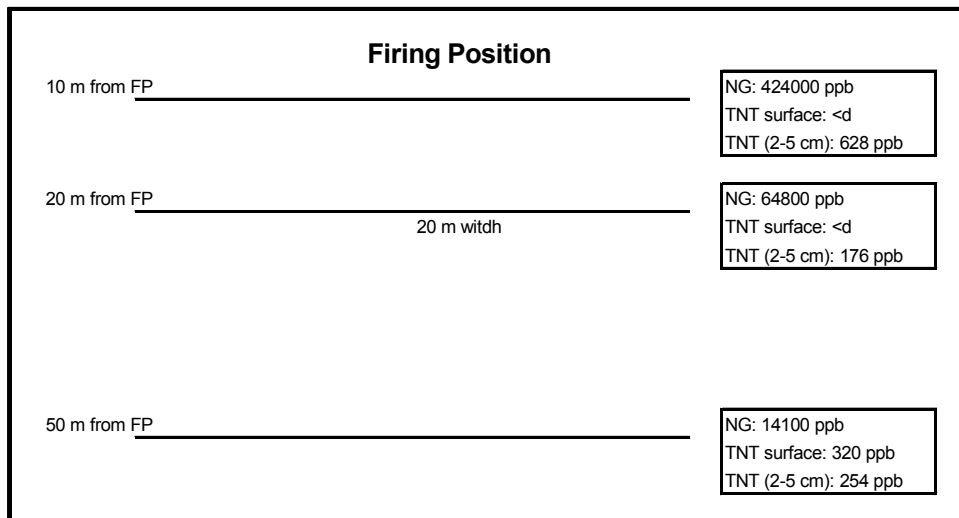 Firing Position
10 m from FP
NG: 424000 ppb
TNT surface: <d
TNT (2-5 cm): 628 ppb
20 m from FP
20 m witdh
NG: 64800 ppb
TNT surface: <d
TNT (2-5 cm): 176 ppb
50 m from FP
NG: 14100 ppb
TNT surface: 320 ppb
TNT (2-5 cm): 254 ppb